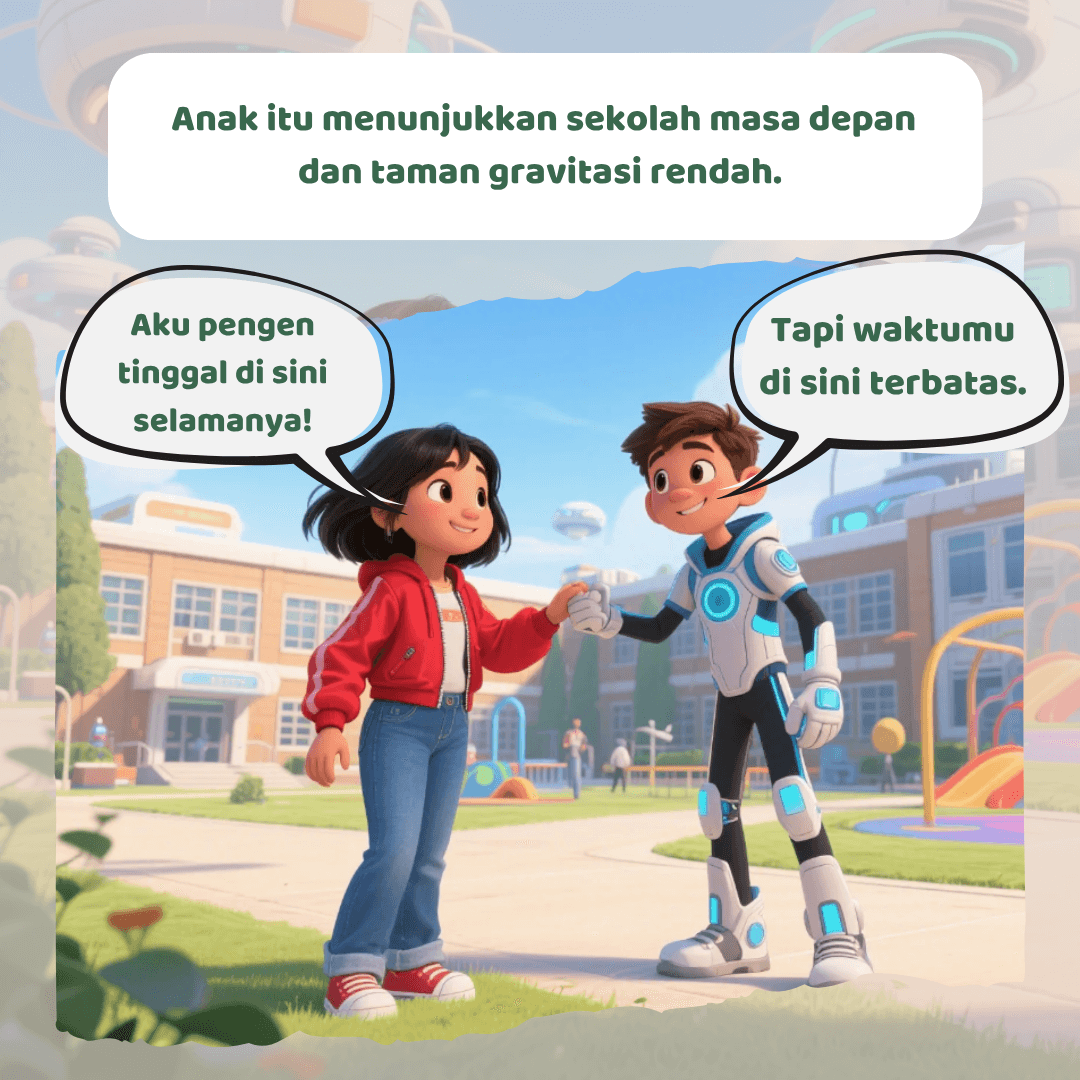 Anak itu menunjukkan sekolah masa depan
dan taman gravitasi rendah.
Aku pengen
tinggal di sini
selamanya!
Tapi waktumu
di sini terbatas.